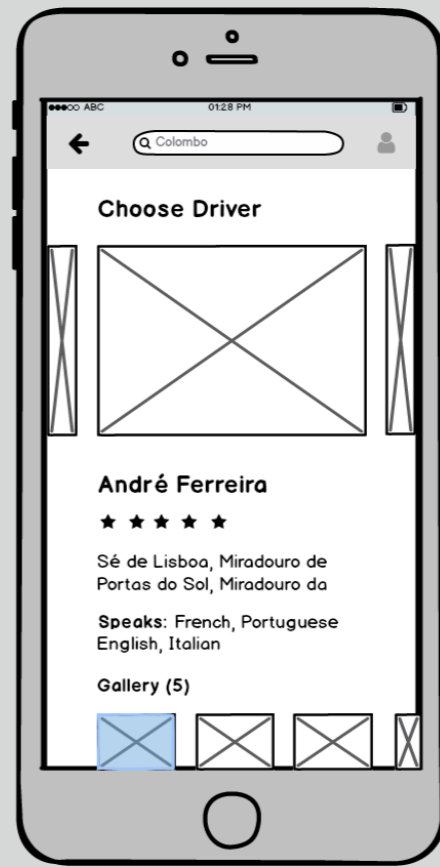 ABC 01:28 PM
Colombo
Choose Driver
André Ferreira
Sé de Lisboa, Miradouro de
Portas do Sol, Miradouro da
Speaks: French, Portuguese
English, Italian
Gallery (5)